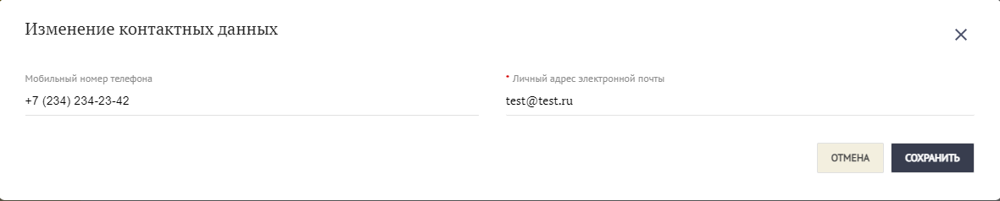 Изменение контактных данных
Мобильный номер телефона
* Личный адрес электронной почты
+7 (234) 234-23-42
test@test.ru
ОТМЕНА
СОХРАНИТЬ